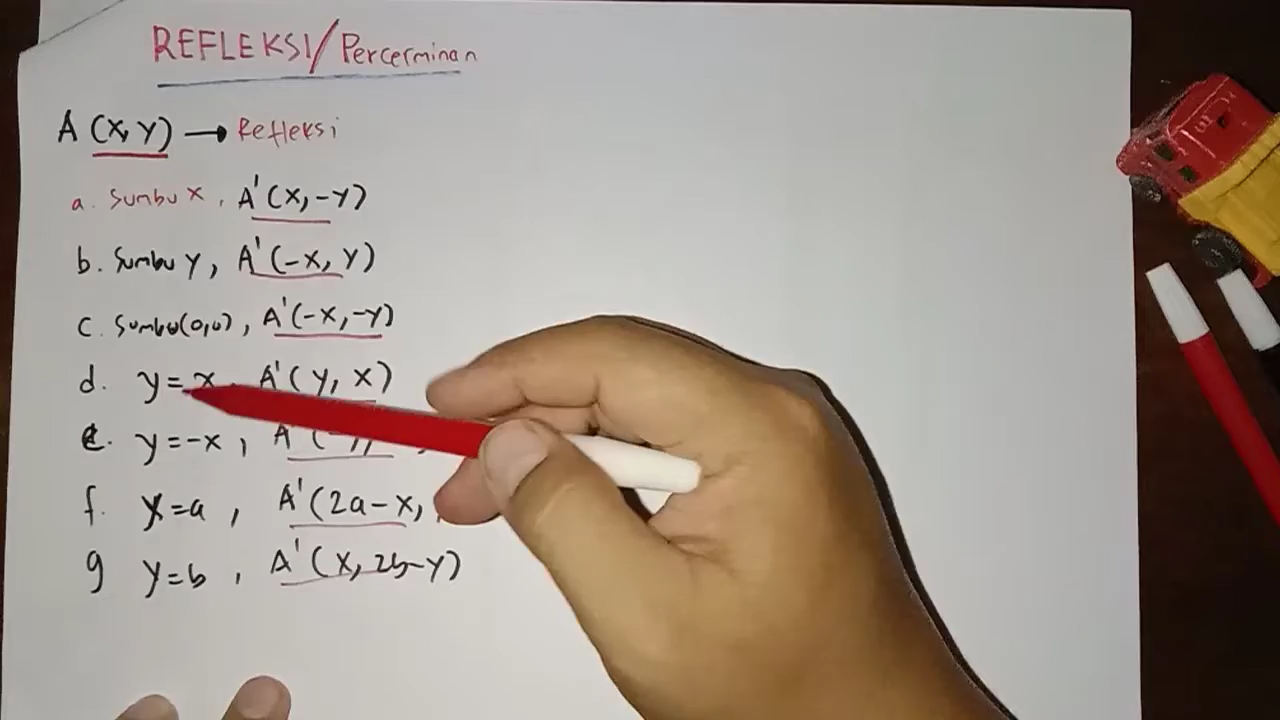 REFLEKSI/Percerminan
A (X, Y) → Refleksi
a. Sumbu X, A'(X, -Y)
b. Sumbu Y, A'(-X, Y)
C. Sumbu(0,0), A'(-X, -Y)
d. y=x, A'(y, x)
e. y=-x, A
f. X=a, A'(2a-X,
g y=b, A'(X, 2b-Y)